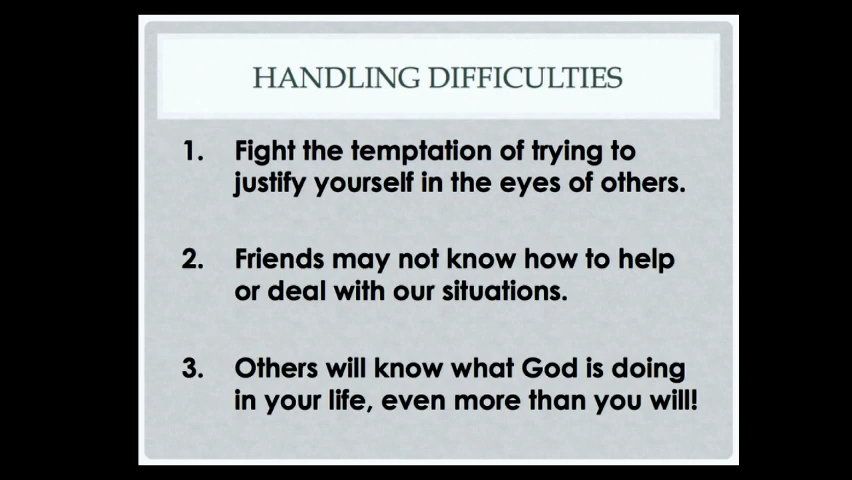 HANDLING DIFFICULTIES
1. Fight the temptation of trying to
justify yourself in the eyes of others.
2. Friends may not know how to help
or deal with our situations.
3. Others will know what God is doing
in your life, even more than you will!